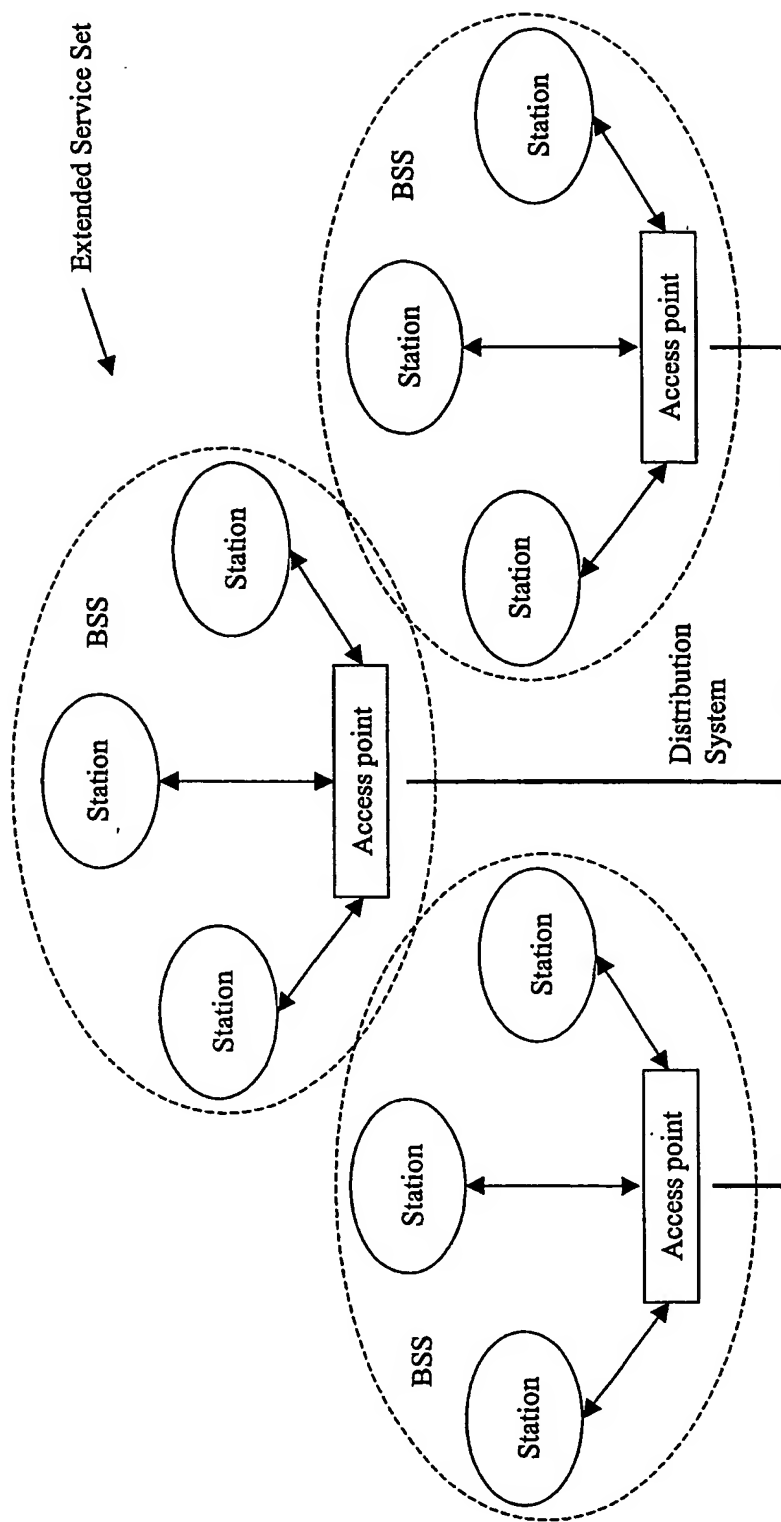 Extended Service Set
BSS
Station
Station
Station
Access point
BSS
Station
Station
Station
Access point
BSS
Station
Station
Station
Access point
Distribution
System